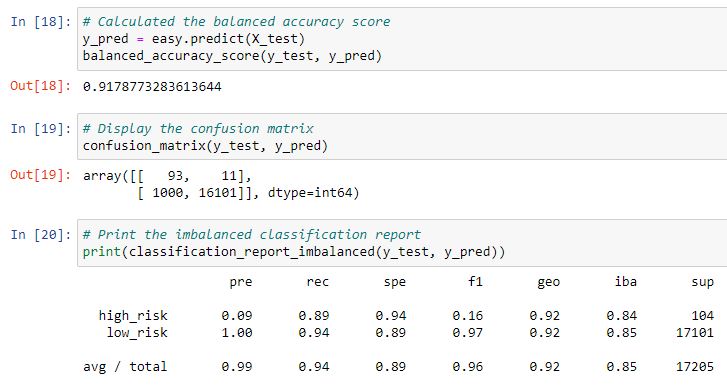 In [18]: # Calculated the balanced accuracy score
y_pred = easy.predict(X_test)
balanced_accuracy_score(y_test, y_pred)
Out[18]: 0.9178773283613644
In [19]: # Display the confusion matrix
confusion_matrix(y_test, y_pred)
Out[19]: array([[   93,    11],
       [ 1000, 16101]], dtype=int64)
In [20]: # Print the imbalanced classification report
print(classification_report_imbalanced(y_test, y_pred))
pre rec spe f1 geo iba sup
high_risk 0.09 0.89 0.94 0.16 0.92 0.84 104
low_risk 1.00 0.94 0.89 0.97 0.92 0.85 17101
avg / total 0.99 0.94 0.89 0.96 0.92 0.85 17205